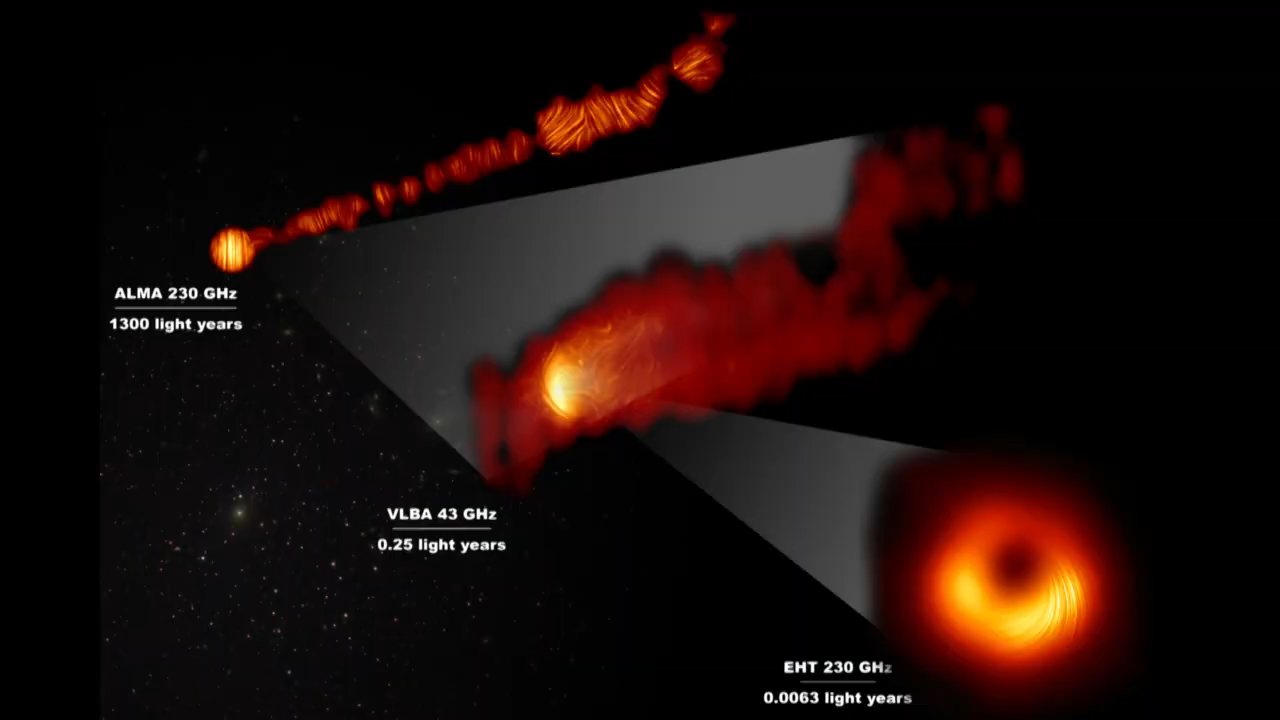 ALMA 230 GHz
1300 light years
VLBA 43 GHz
0.25 light years
EHT 230 GHz
0.0063 light years